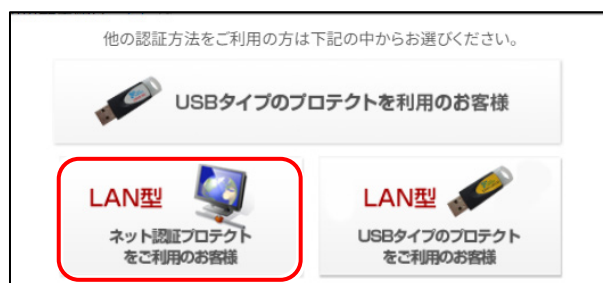 他の認証方法をご利用の方は下記の中からお選びください。
USBタイプのプロテクトを利用のお客様
LAN型
ネット認証プロテクト
をご利用のお客様
LAN型
USBタイプのプロテクト
をご利用のお客様